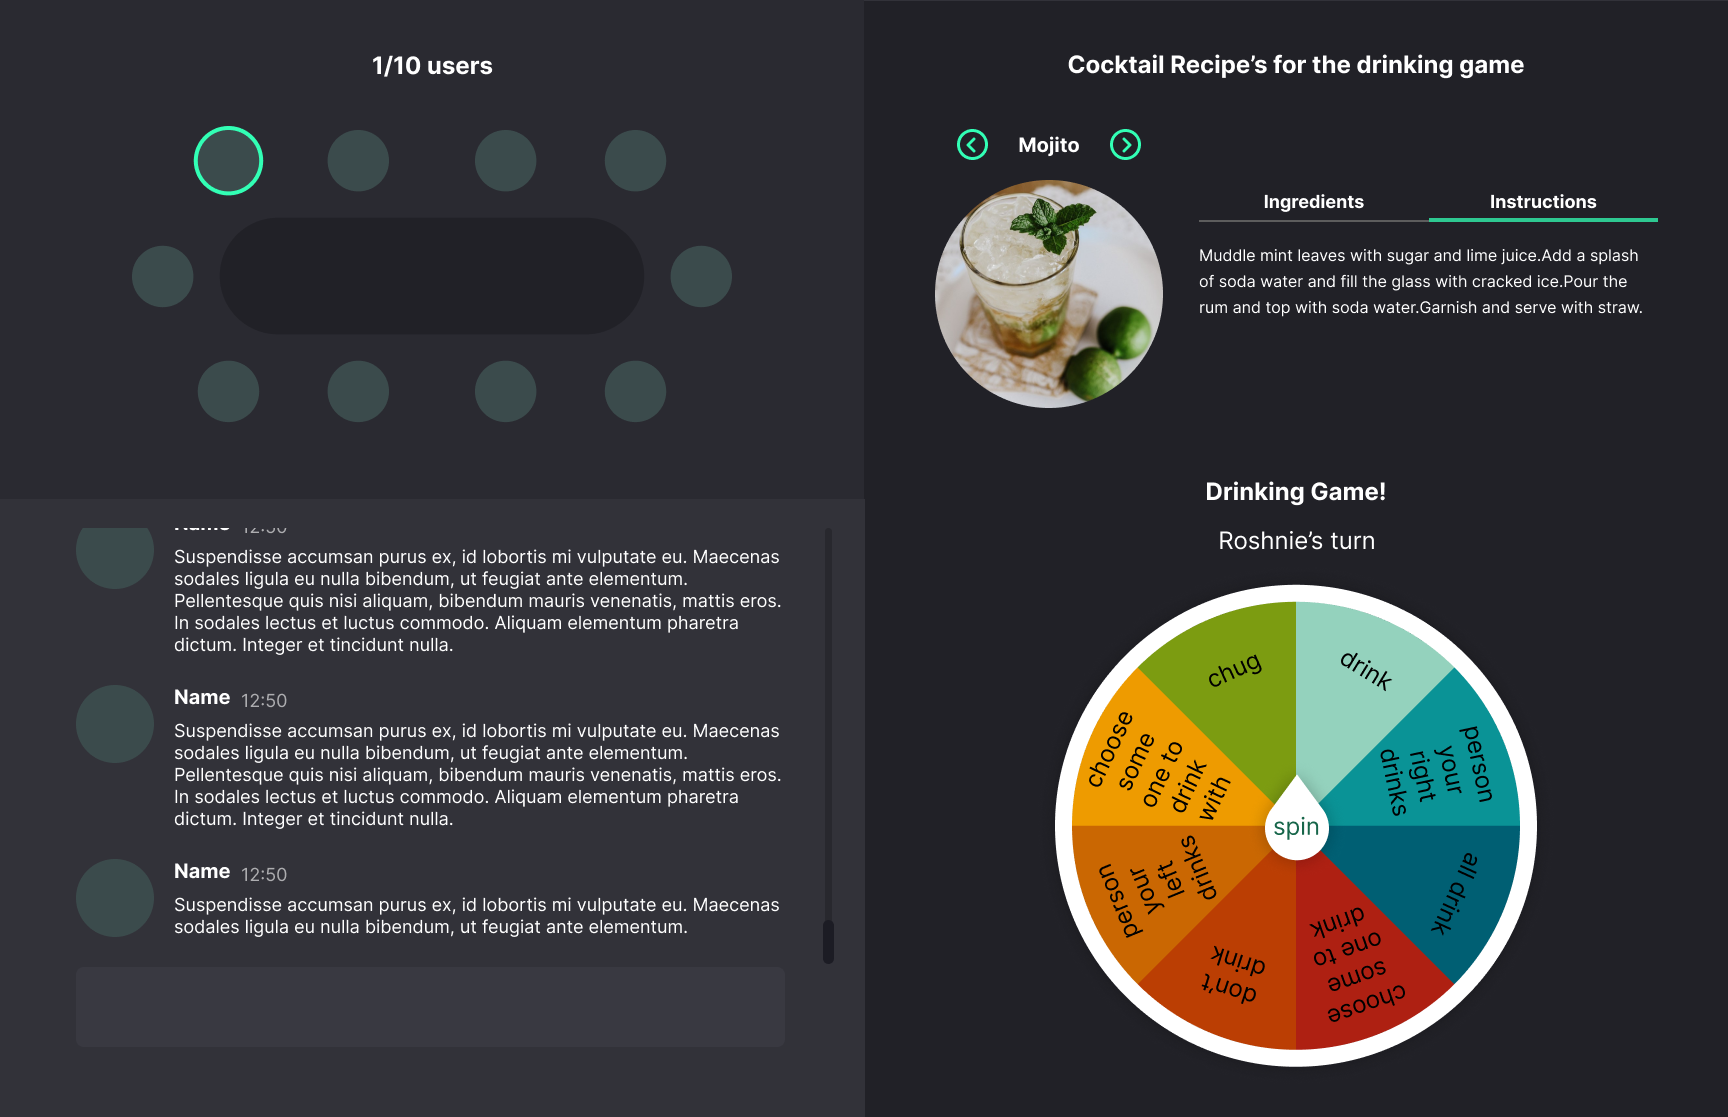 1/10 users
Name 12:50
Suspendisse accumsan purus ex, id lobortis mi vulputate eu. Maecenas
sodales ligula eu nulla bibendum, ut feugiat ante elementum.
Pellentesque quis nisi aliquam, bibendum mauris venenatis, mattis eros.
In sodales lectus et luctus commodo. Aliquam elementum pharetra
dictum. Integer et tincidunt nulla.
Name 12:50
Suspendisse accumsan purus ex, id lobortis mi vulputate eu. Maecenas
sodales ligula eu nulla bibendum, ut feugiat ante elementum.
Pellentesque quis nisi aliquam, bibendum mauris venenatis, mattis eros.
In sodales lectus et luctus commodo. Aliquam elementum pharetra
dictum. Integer et tincidunt nulla.
Name 12:50
Suspendisse accumsan purus ex, id lobortis mi vulputate eu. Maecenas
sodales ligula eu nulla bibendum, ut feugiat ante elementum.
Cocktail Recipe’s for the drinking game
Mojito
Ingredients
Instructions
Muddle mint leaves with sugar and lime juice.Add a splash
of soda water and fill the glass with cracked ice.Pour the
rum and top with soda water.Garnish and serve with straw.
Drinking Game!
Roshnie’s turn
drink
person
your
right
drinks
all drink
choose
some
one to
drink
don’t
drink
person
your
left
drinks
choose
some
one to
drink
with
chug
spin